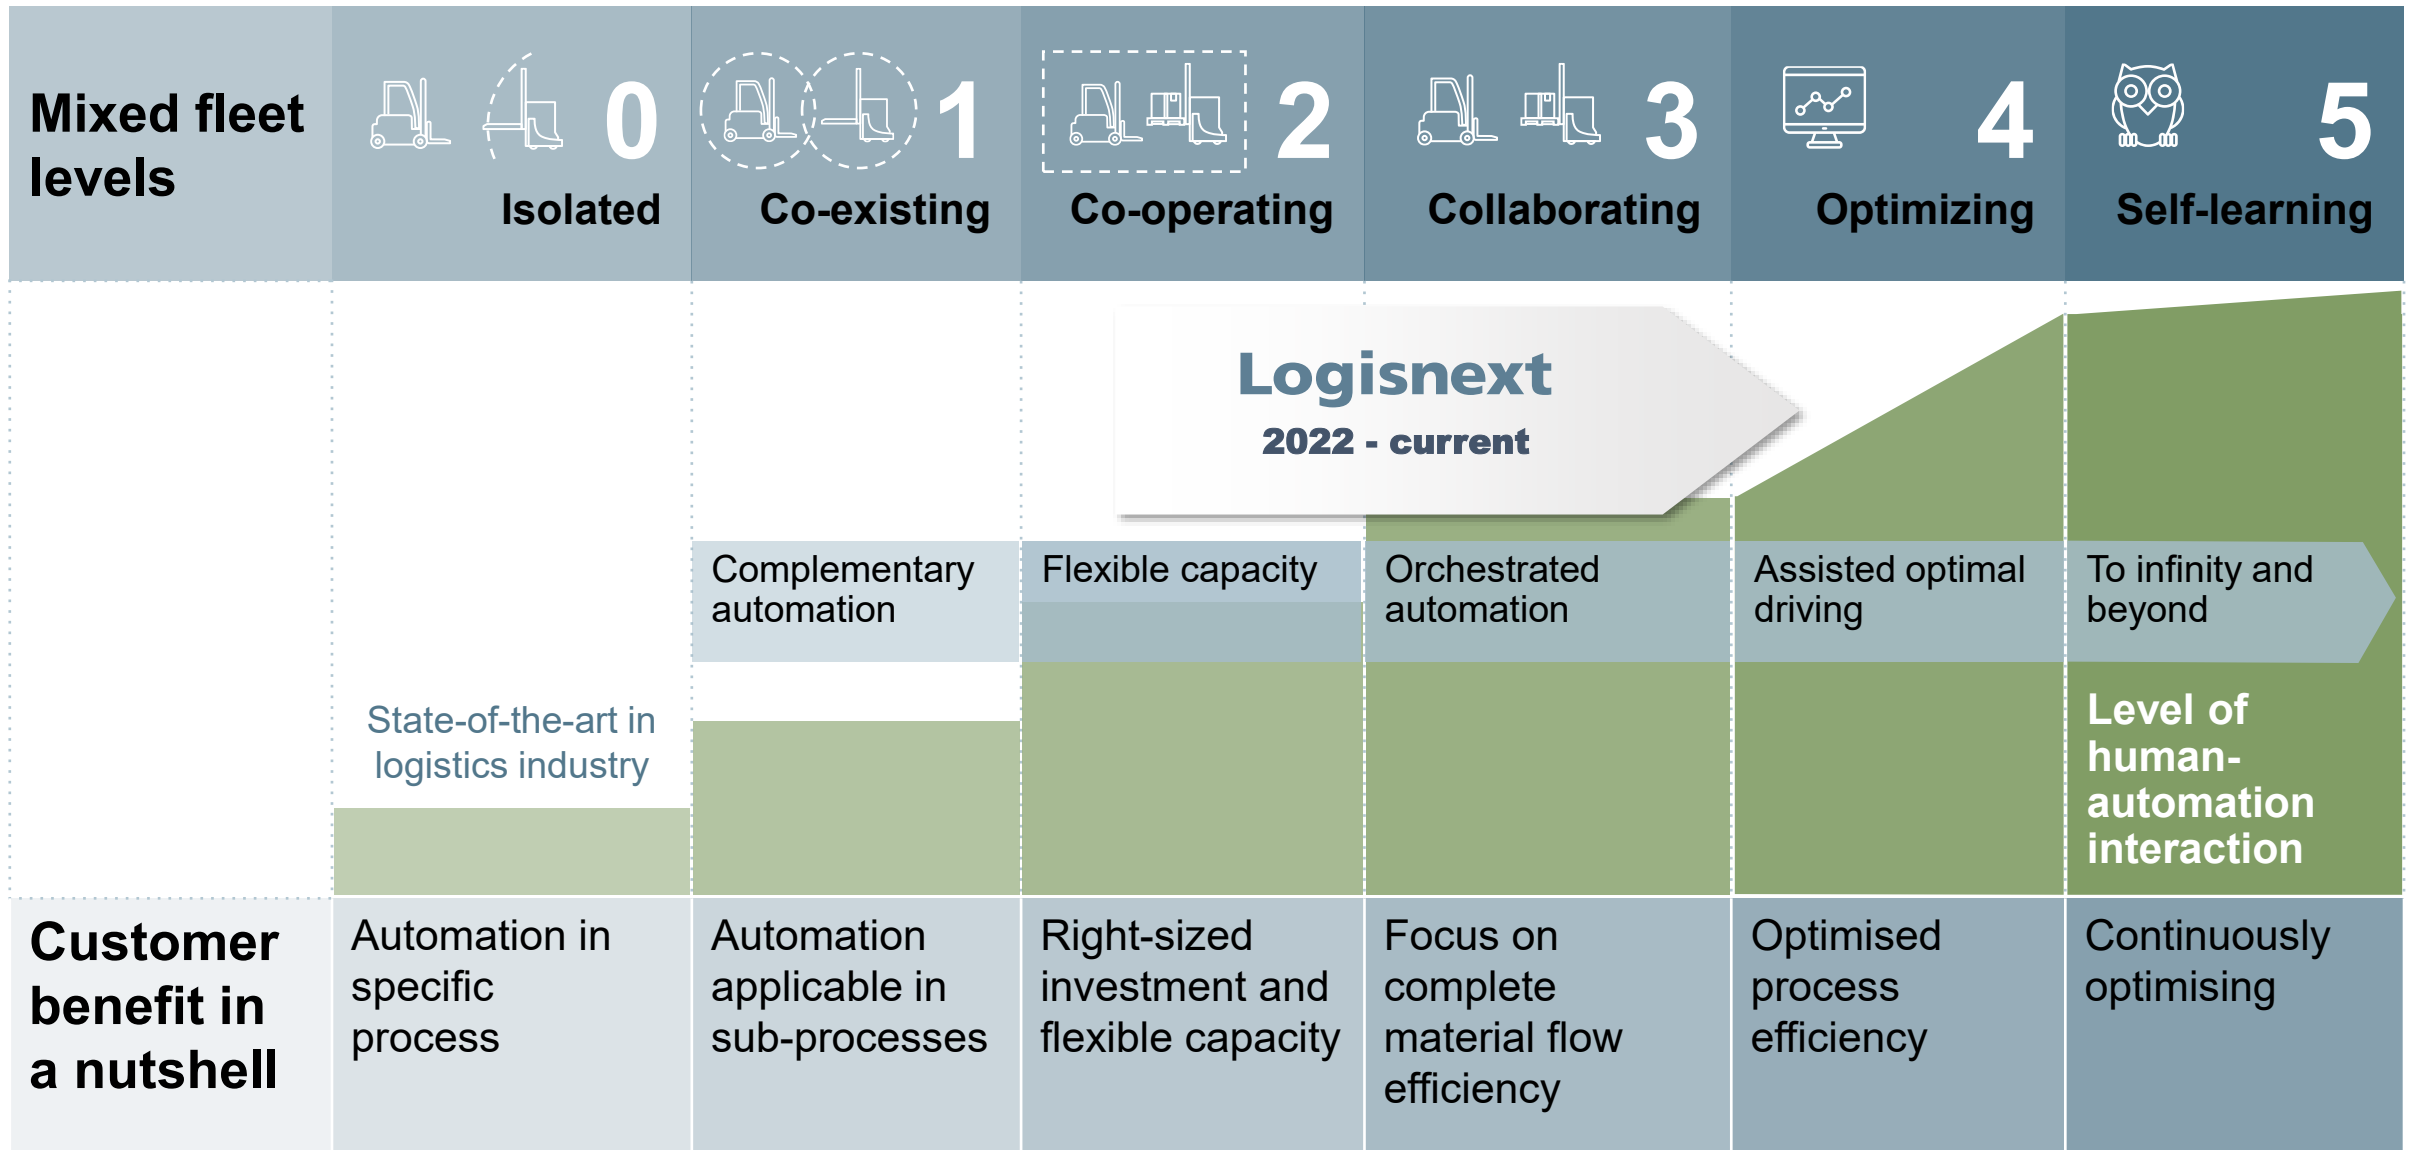 Mixed fleet
levels
0
Isolated
1
Co-existing
2
Co-operating
3
Collaborating
4
Optimizing
5
Self-learning
Logisnext
2022 - current
Complementary
automation
Flexible capacity
Orchestrated
automation
Assisted optimal
driving
To infinity and
beyond
State-of-the-art in
logistics industry
Level of
human-
automation
interaction
Customer
benefit in
a nutshell
Automation in
specific
process
Automation
applicable in
sub-processes
Right-sized
investment and
flexible capacity
Focus on
complete
material flow
efficiency
Optimised
process
efficiency
Continuously
optimising